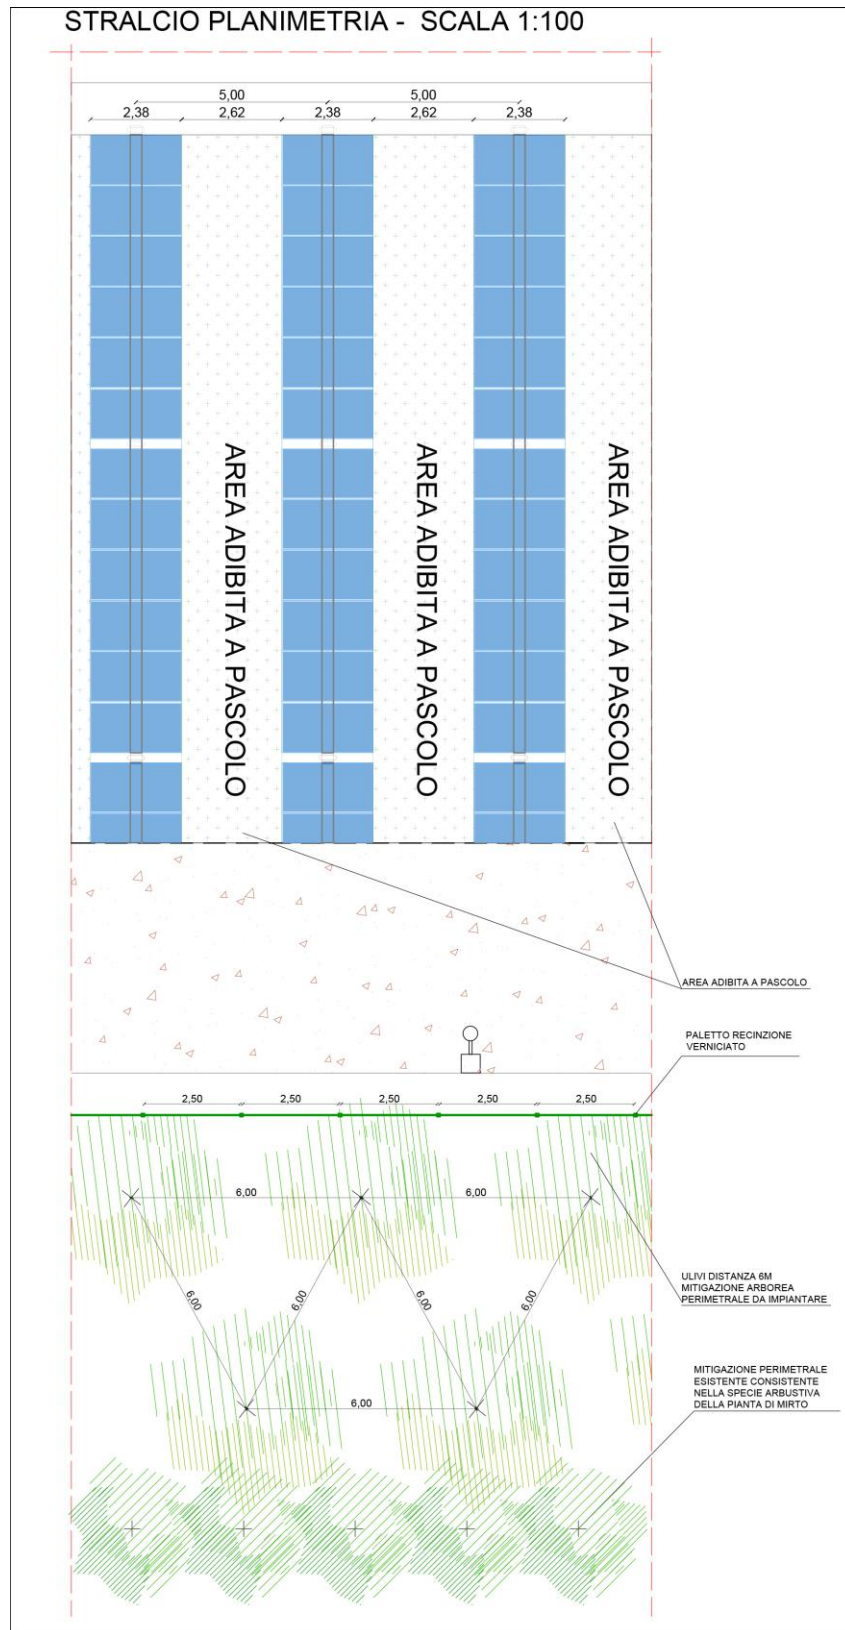 STRALCIO PLANIMETRIA - SCALA 1:100
5,00 5,00
2,38 2,62 2,38 2,62 2,38
AREA ADIBITA A PASCOLO
AREA ADIBITA A PASCOLO
AREA ADIBITA A PASCOLO
AREA ADIBITA A PASCOLO
PALETTO RECINZIONE
VERNICIATO
2,50 2,50 2,50 2,50 2,50
6,00 6,00
6,00 6,00 6,00 6,00
ULIVI DISTANZA 6M
MITIGAZIONE ARBOREA
PERIMETRALE DA IMPIANTARE
6,00
MITIGAZIONE PERIMETRALE
ESISTENTE CONSISTENTE
NELLA SPECIE ARBUSTIVA
DELLA PIANTA DI MIRTO